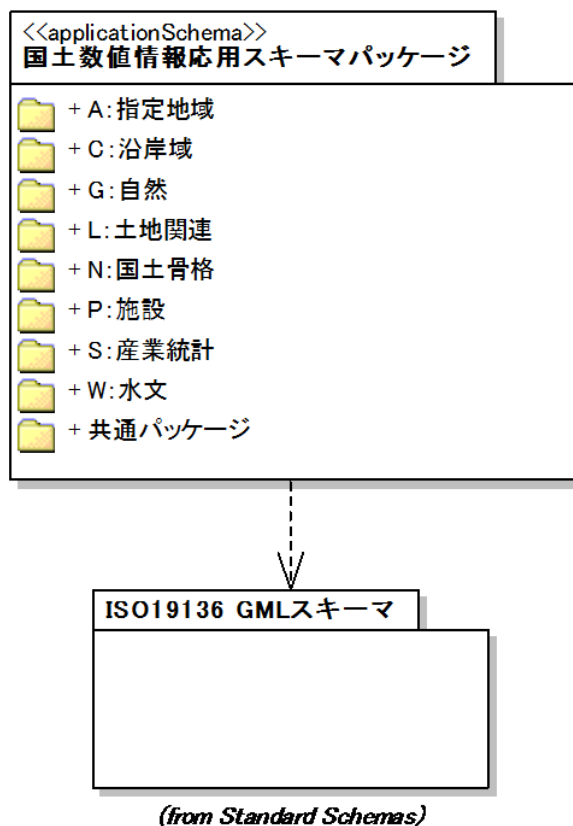 <<applicationSchema>>
国土数値情報応用スキーマパッケージ
+ A:指定地域
+ C:沿岸域
+ G:自然
+ L:土地関連
+ N:国土骨格
+ P:施設
+ S:産業統計
+ W:水文
+ 共通パッケージ
ISO19136 GMLスキーマ
(from Standard Schemas)